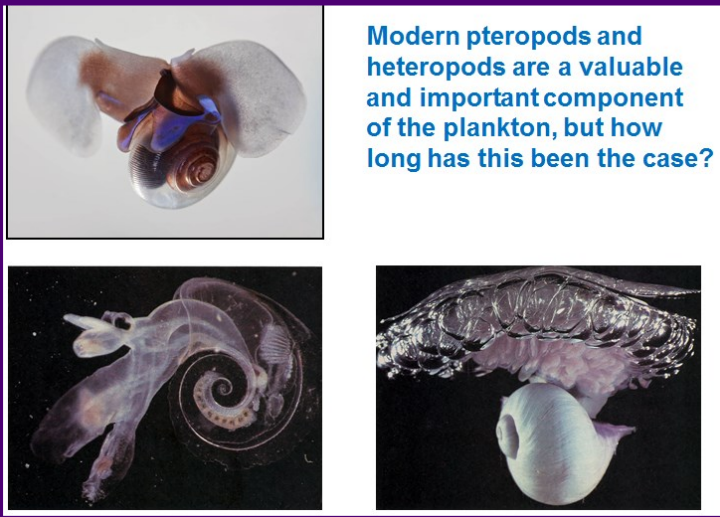 Modern pteropods and
heteropods are a valuable
and important component
of the plankton, but how
long has this been the case?